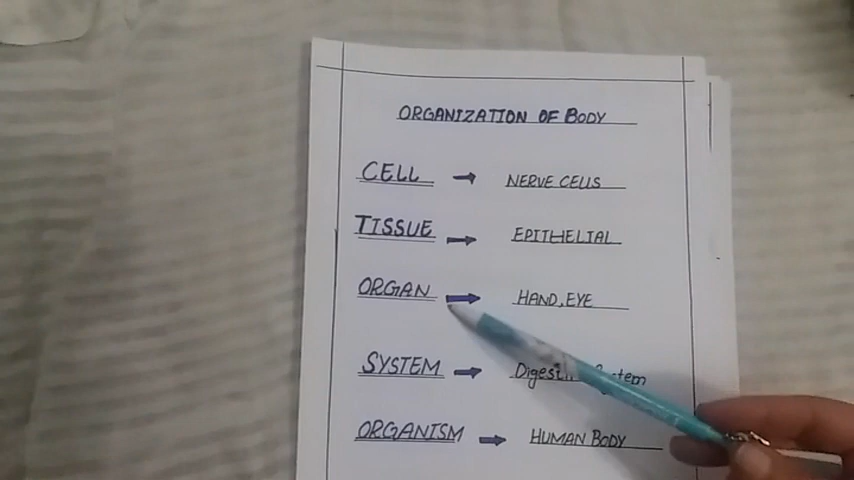 ORGANIZATION OF BODY
CELL → NERVE CELLS
TISSUE → EPITHELIAL
ORGAN → HAND, EYE
SYSTEM →
ORGANISM → HUMAN BODY